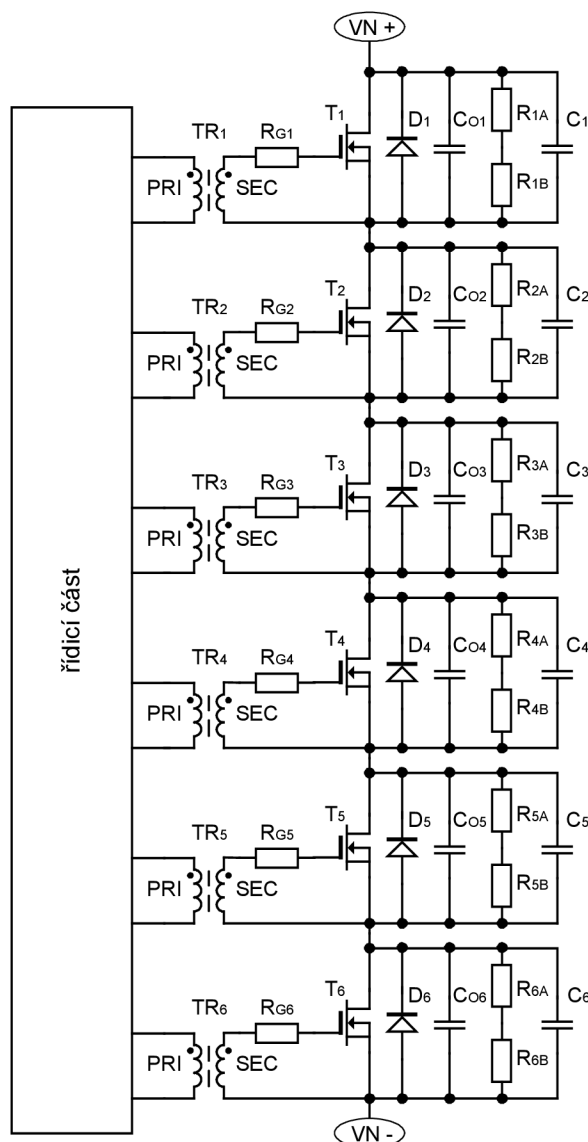 VN +
TR1 RG1 T1 D1 CO1 R1A C1
PRI SEC R1B
TR2 RG2 T2 D2 CO2 R2A C2
PRI SEC R2B
TR3 RG3 T3 D3 CO3 R3A C3
PRI SEC R3B
řídicí část
TR4 RG4 T4 D4 CO4 R4A C4
PRI SEC R4B
TR5 RG5 T5 D5 CO5 R5A C5
PRI SEC R5B
TR6 RG6 T6 D6 CO6 R6A C6
PRI SEC R6B
VN -